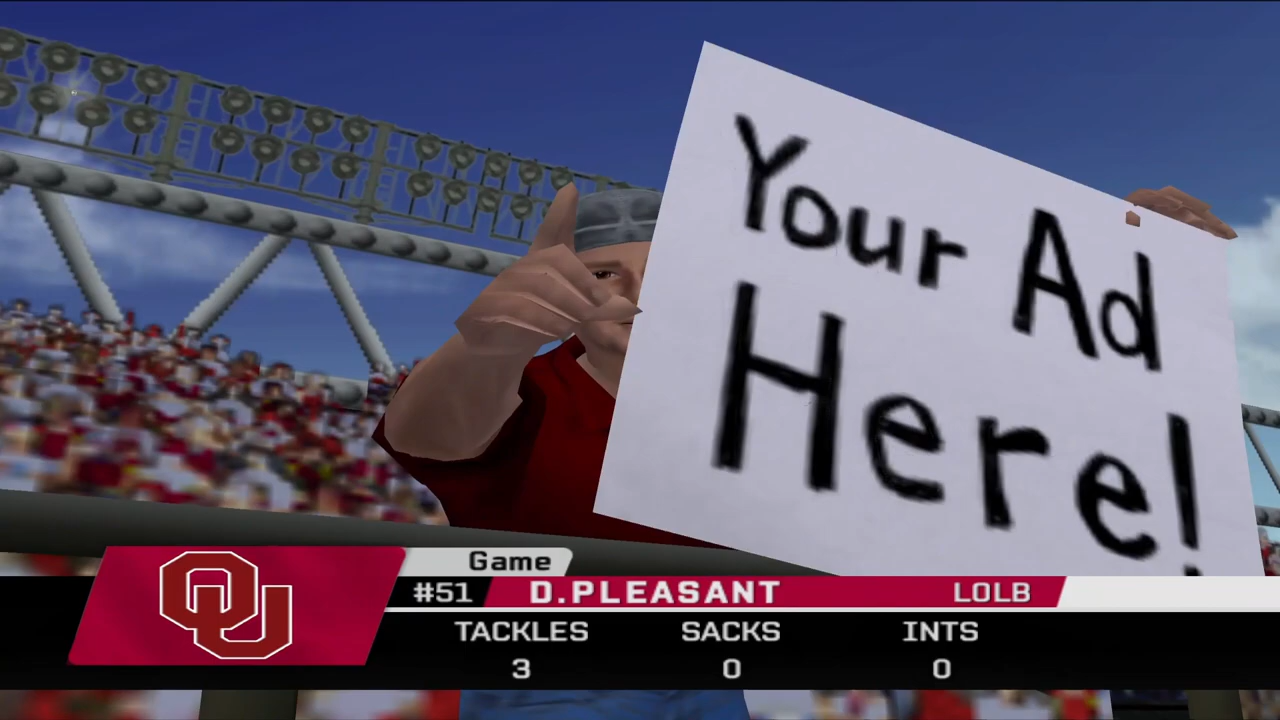 Your Ad
Here!
OU
Game
#51 D.PLEASANT LOLB
TACKLES SACKS INTS
3 0 0